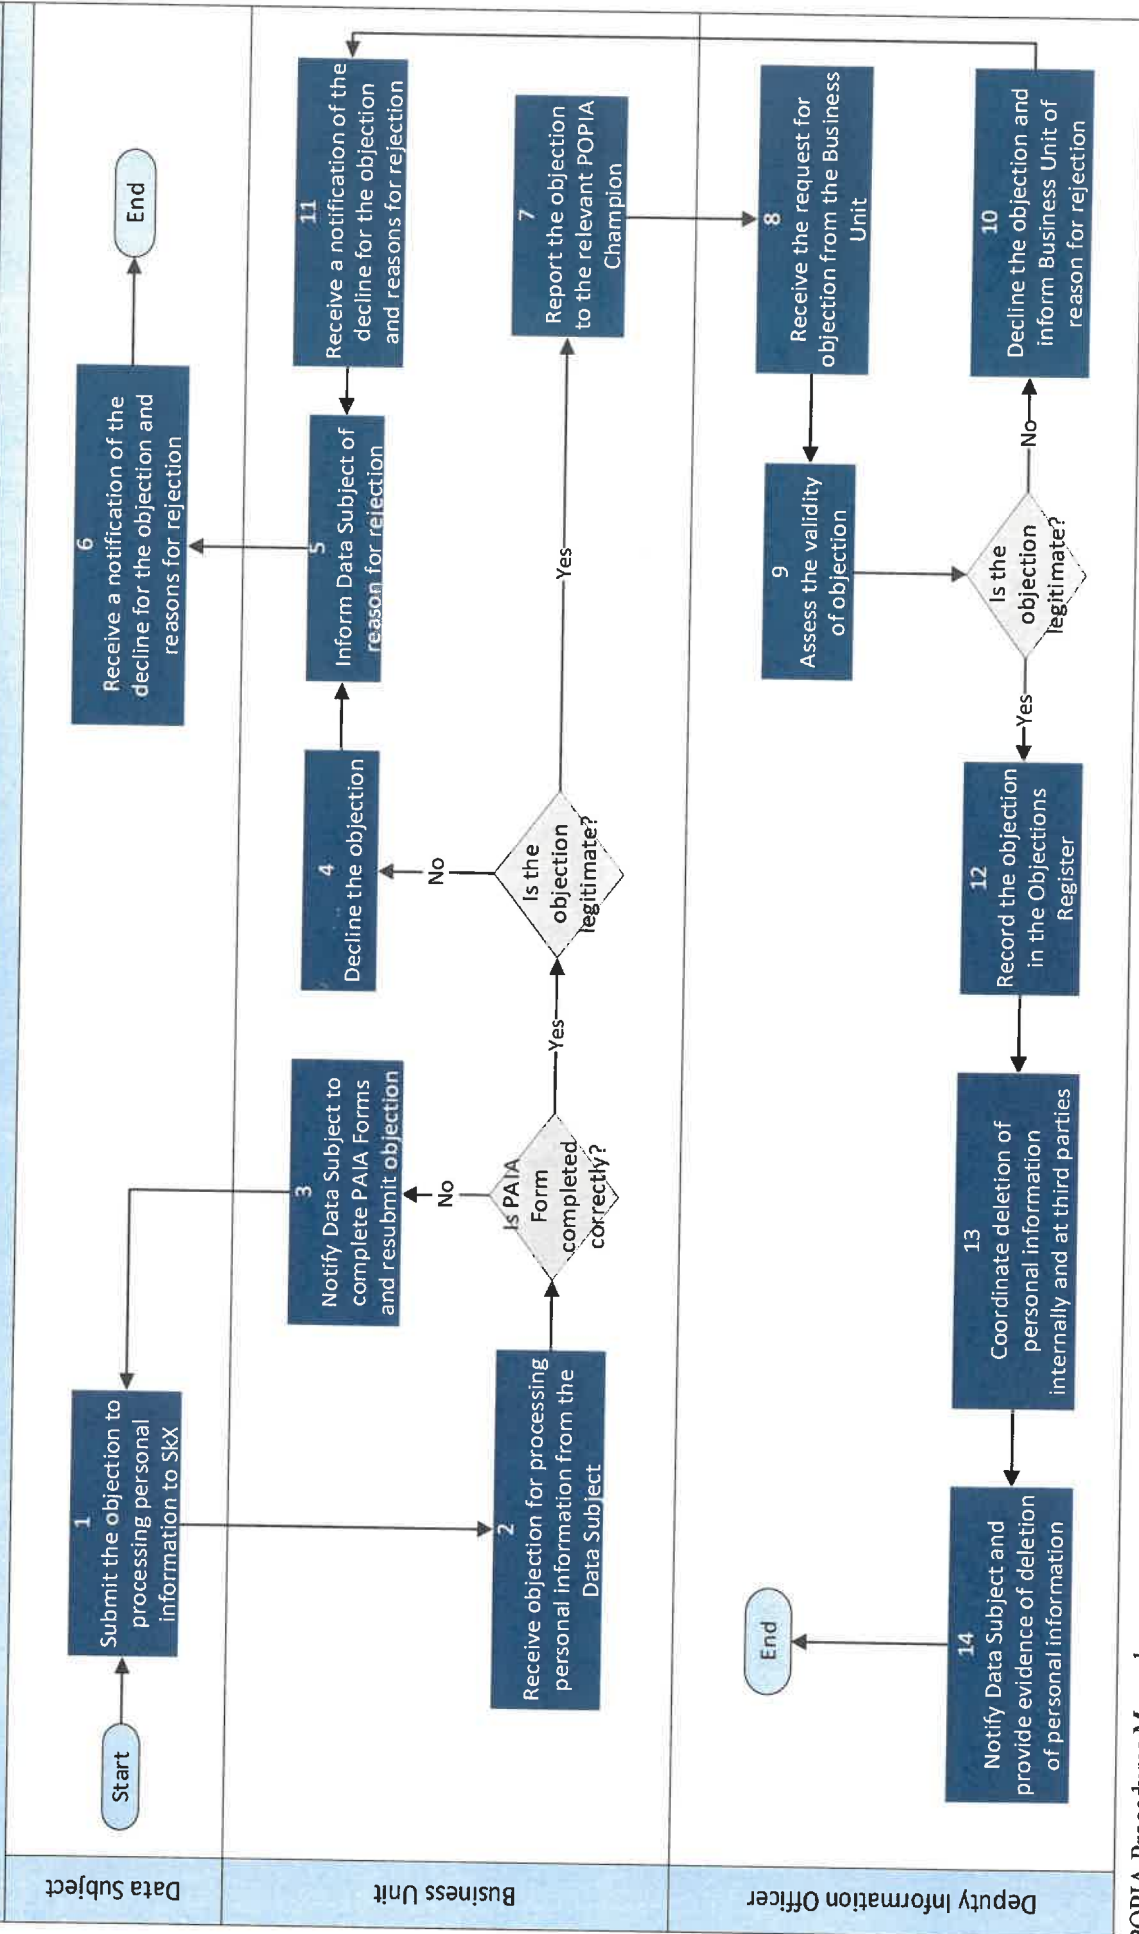 Data Subject
Start
1
Submit the objection to
processing personal
information to SkX
6
Receive a notification of the
decline for the objection and
reasons for rejection
End
Business Unit
2
Receive objection for processing
personal information from the
Data Subject
Is PAIA
Form
completed
correctly?
No
3
Notify Data Subject to
complete PAIA Forms
and resubmit objection
Yes
Is the
objection
legitimate?
No
4
Decline the objection
5
Inform Data Subject of
reason for rejection
11
Receive a notification of the
decline for the objection
and reasons for rejection
Yes
7
Report the objection
to the relevant POPIA
Champion
Deputy Information Officer
8
Receive the request for
objection from the Business
Unit
9
Assess the validity
of objection
Is the
objection
legitimate?
No
10
Decline the objection and
inform Business Unit of
reason for rejection
Yes
12
Record the objection
in the Objections
Register
13
Coordinate deletion of
personal information
internally and at third parties
14
Notify Data Subject and
provide evidence of deletion
of personal information
End
POPIA Procedures Manual